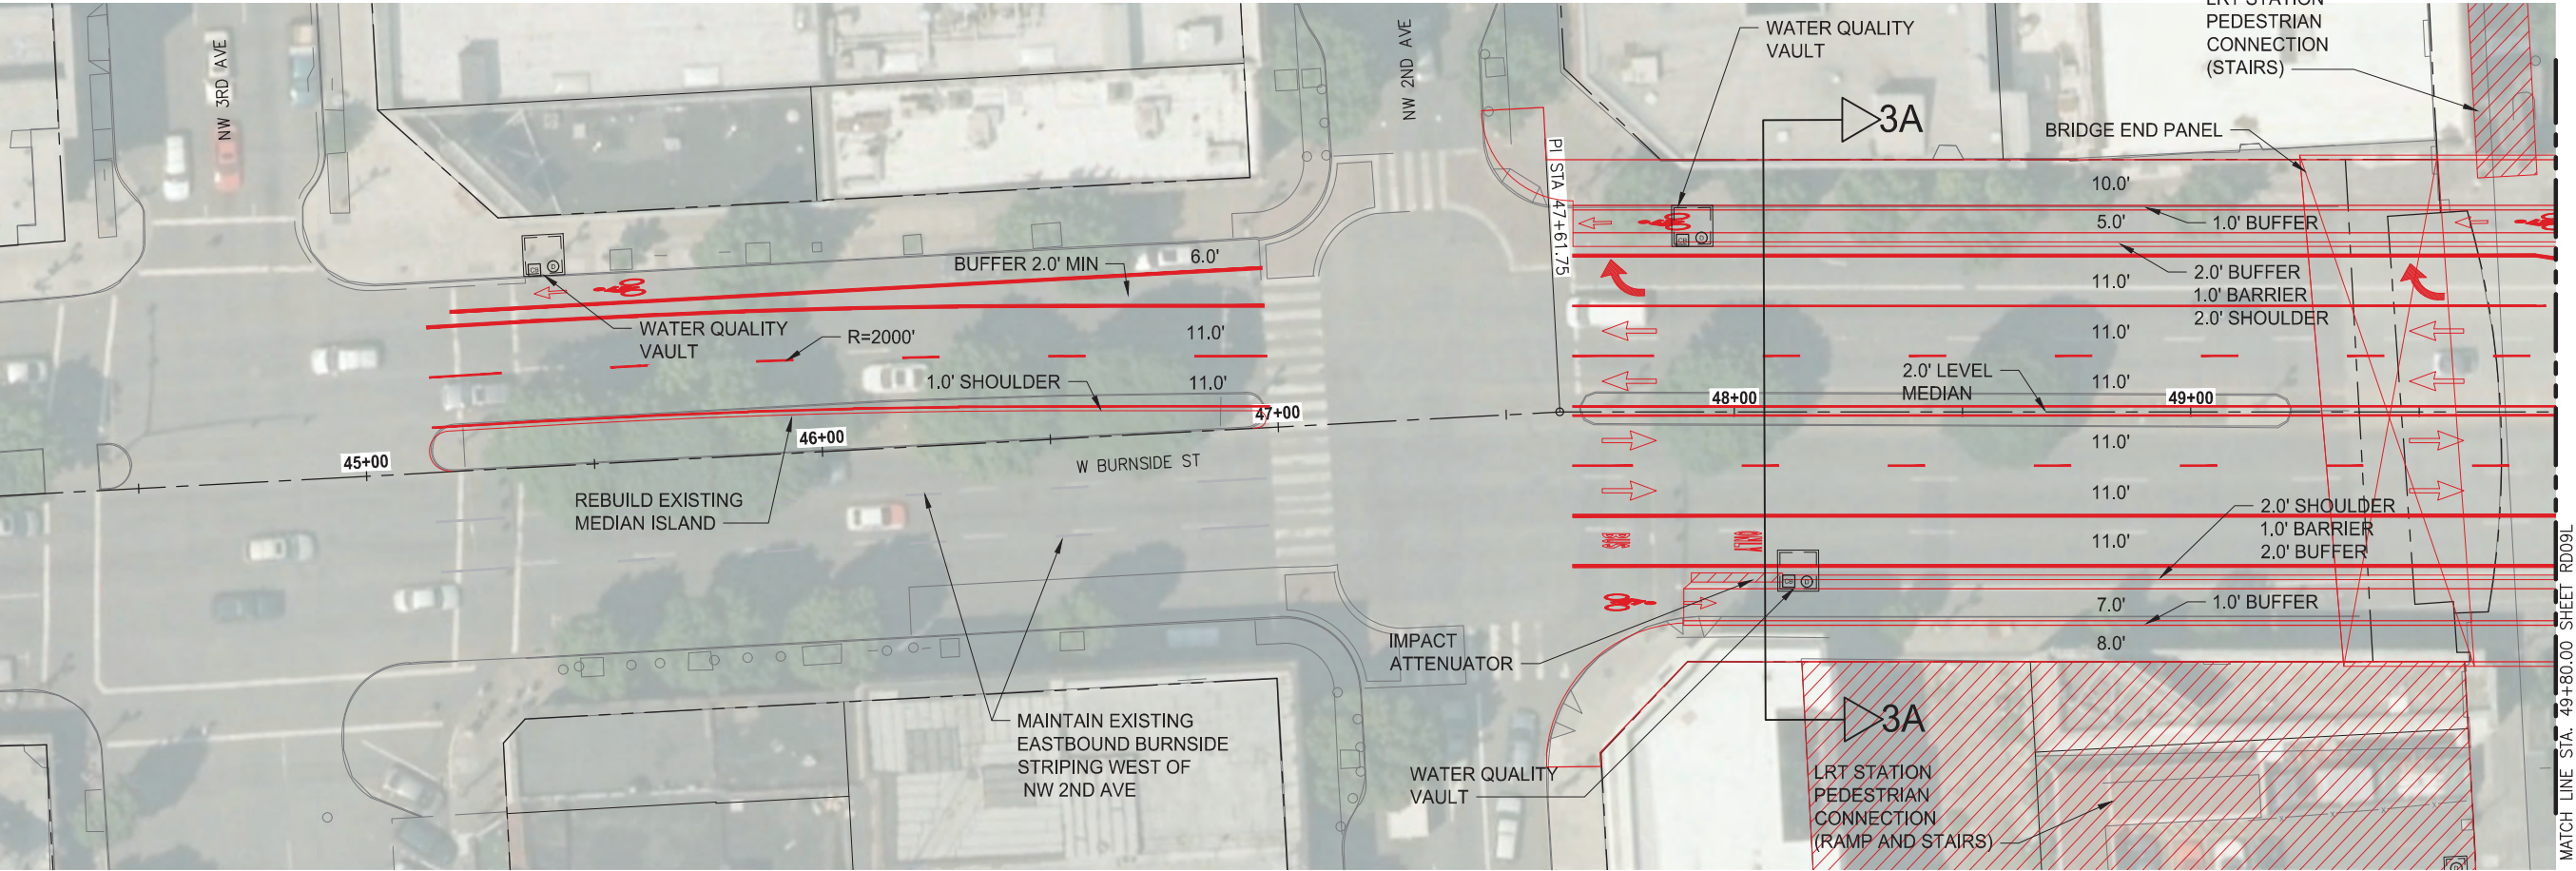 NW 3RD AVE
NW 2ND AVE
WATER QUALITY
VAULT
LRT STATION
PEDESTRIAN
CONNECTION
(STAIRS)
3A
BRIDGE END PANEL
PI STA 47+61.75
10.0'
5.0'
1.0' BUFFER
2.0' BUFFER
1.0' BARRIER
2.0' SHOULDER
11.0'
11.0'
11.0'
BUFFER 2.0' MIN
6.0'
WATER QUALITY
VAULT
R=2000'
11.0'
1.0' SHOULDER
11.0'
2.0' LEVEL
MEDIAN
45+00
46+00
47+00
48+00
49+00
W BURNSIDE ST
REBUILD EXISTING
MEDIAN ISLAND
11.0'
11.0'
11.0'
2.0' SHOULDER
1.0' BARRIER
2.0' BUFFER
BUS
ONLY
CB
D
CB
D
CB
D
7.0'
1.0' BUFFER
8.0'
IMPACT
ATTENUATOR
MAINTAIN EXISTING
EASTBOUND BURNSIDE
STRIPING WEST OF
NW 2ND AVE
WATER QUALITY
VAULT
3A
LRT STATION
PEDESTRIAN
CONNECTION
(RAMP AND STAIRS)
D
MATCH LINE STA. 49+80.00 SHEET RD09L